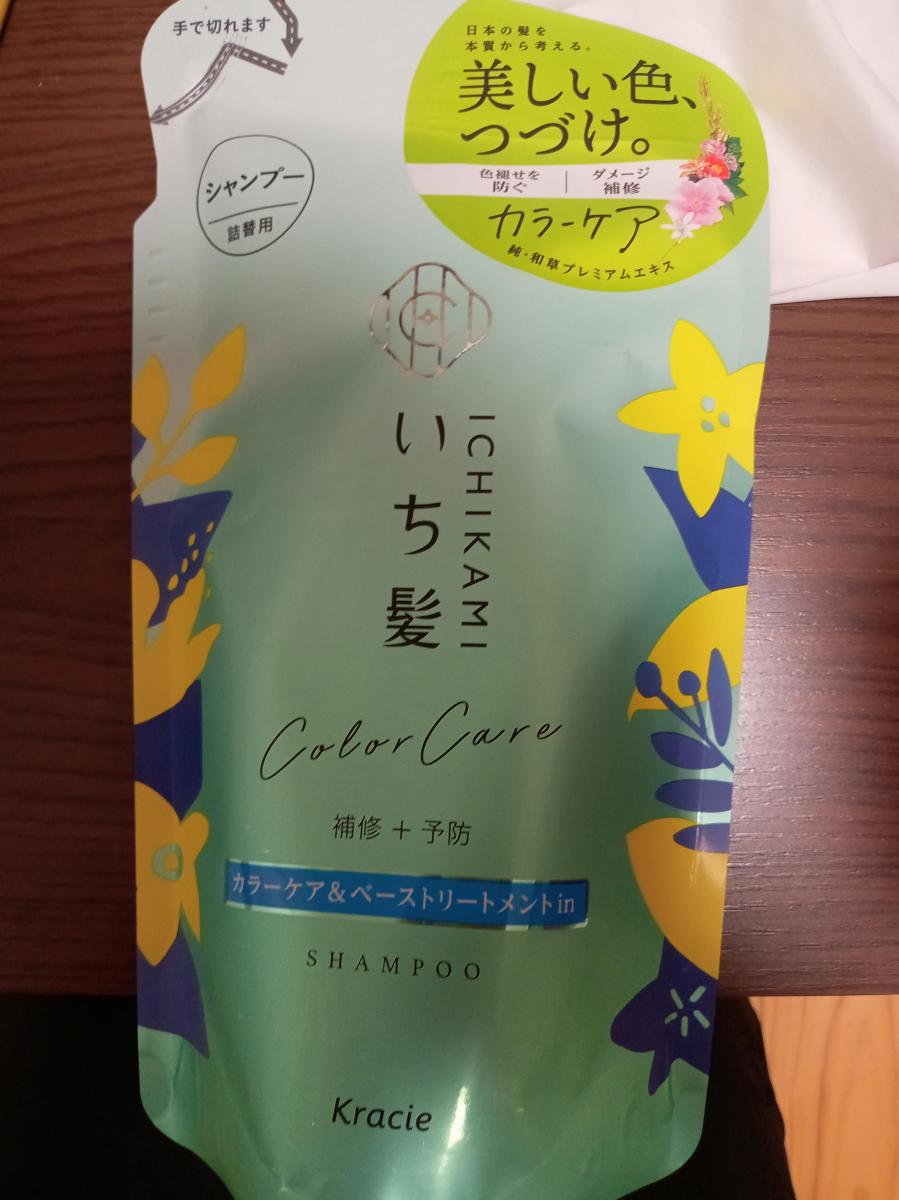 手で切れます
シャンプー
詰替用
日本の髪を
本質から考える。
美しい色、
つづけ。
色褪せを
防ぐ
ダメージ
補修
カラーケア
純・和草プレミアムエキス
いち髪
ICHIKAMI
Color Care
補修＋予防
カラーケア&ベーストリートメントin
SHAMPOO
Kracie